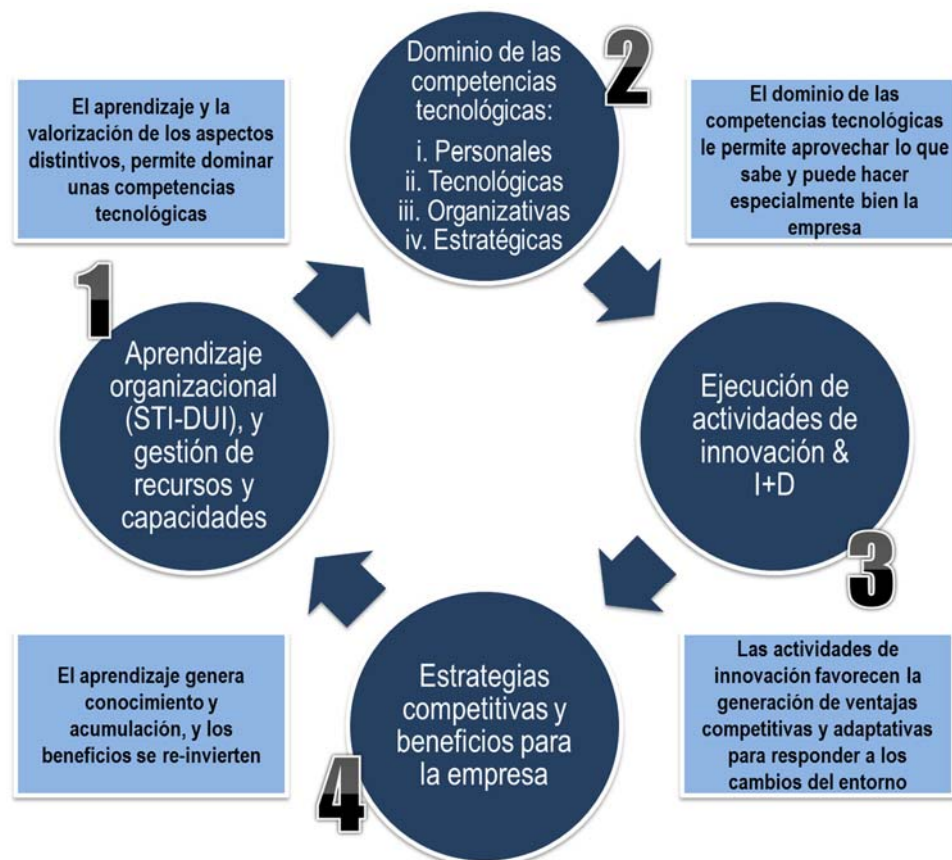 El aprendizaje y la
valorización de los aspectos
distintivos, permite dominar
unas competencias
tecnológicas
Dominio de las
competencias
tecnológicas:
i. Personales
ii. Tecnológicas
iii. Organizativas
iv. Estratégicas
2
El dominio de las
competencias tecnológicas
le permite aprovechar lo que
sabe y puede hacer
especialmente bien la
empresa
1
Aprendizaje
organizacional
(STI-DUI), y
gestión de
recursos y
capacidades
Ejecución de
actividades de
innovación &
I+D
3
El aprendizaje genera
conocimiento y
acumulación, y los
beneficios se re-invierten
Estrategias
competitivas y
beneficios para
la empresa
4
Las actividades de
innovación favorecen la
generación de ventajas
competitivas y adaptativas
para responder a los
cambios del entorno